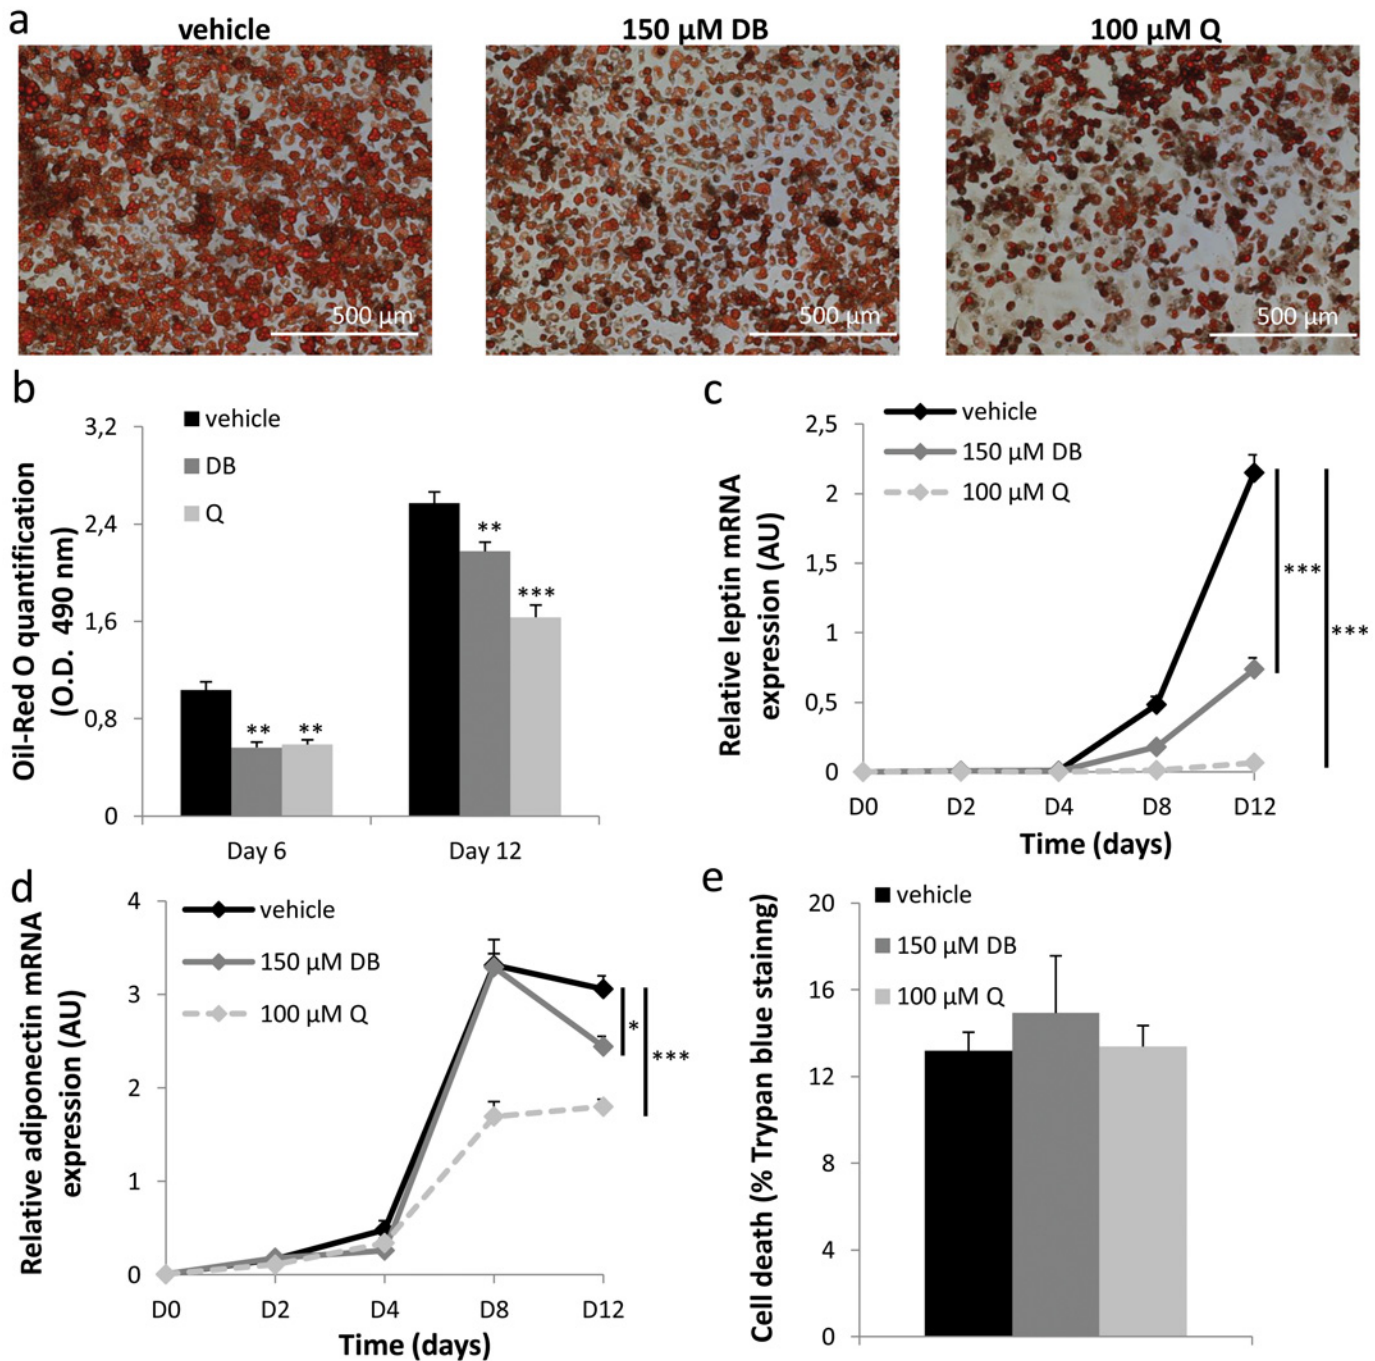 a
vehicle
150 µM DB
100 µM Q
500 µm
500 µm
500 µm
b
Oil-Red O quantification
(O.D. 490 nm)
3,2
2,4
1,6
0,8
0
vehicle
DB
Q
**
**
**
***
Day 6
Day 12
c
Relative leptin mRNA
expression (AU)
2,5
2
1,5
1
0,5
0
vehicle
150 µM DB
100 µM Q
***
***
D0
D2
D4
D8
D12
Time (days)
d
Relative adiponectin mRNA
expression (AU)
4
3
2
1
0
vehicle
150 µM DB
100 µM Q
*
***
D0
D2
D4
D8
D12
Time (days)
e
Cell death (% Trypan blue stainng)
20
16
12
8
4
0
vehicle
150 µM DB
100 µM Q